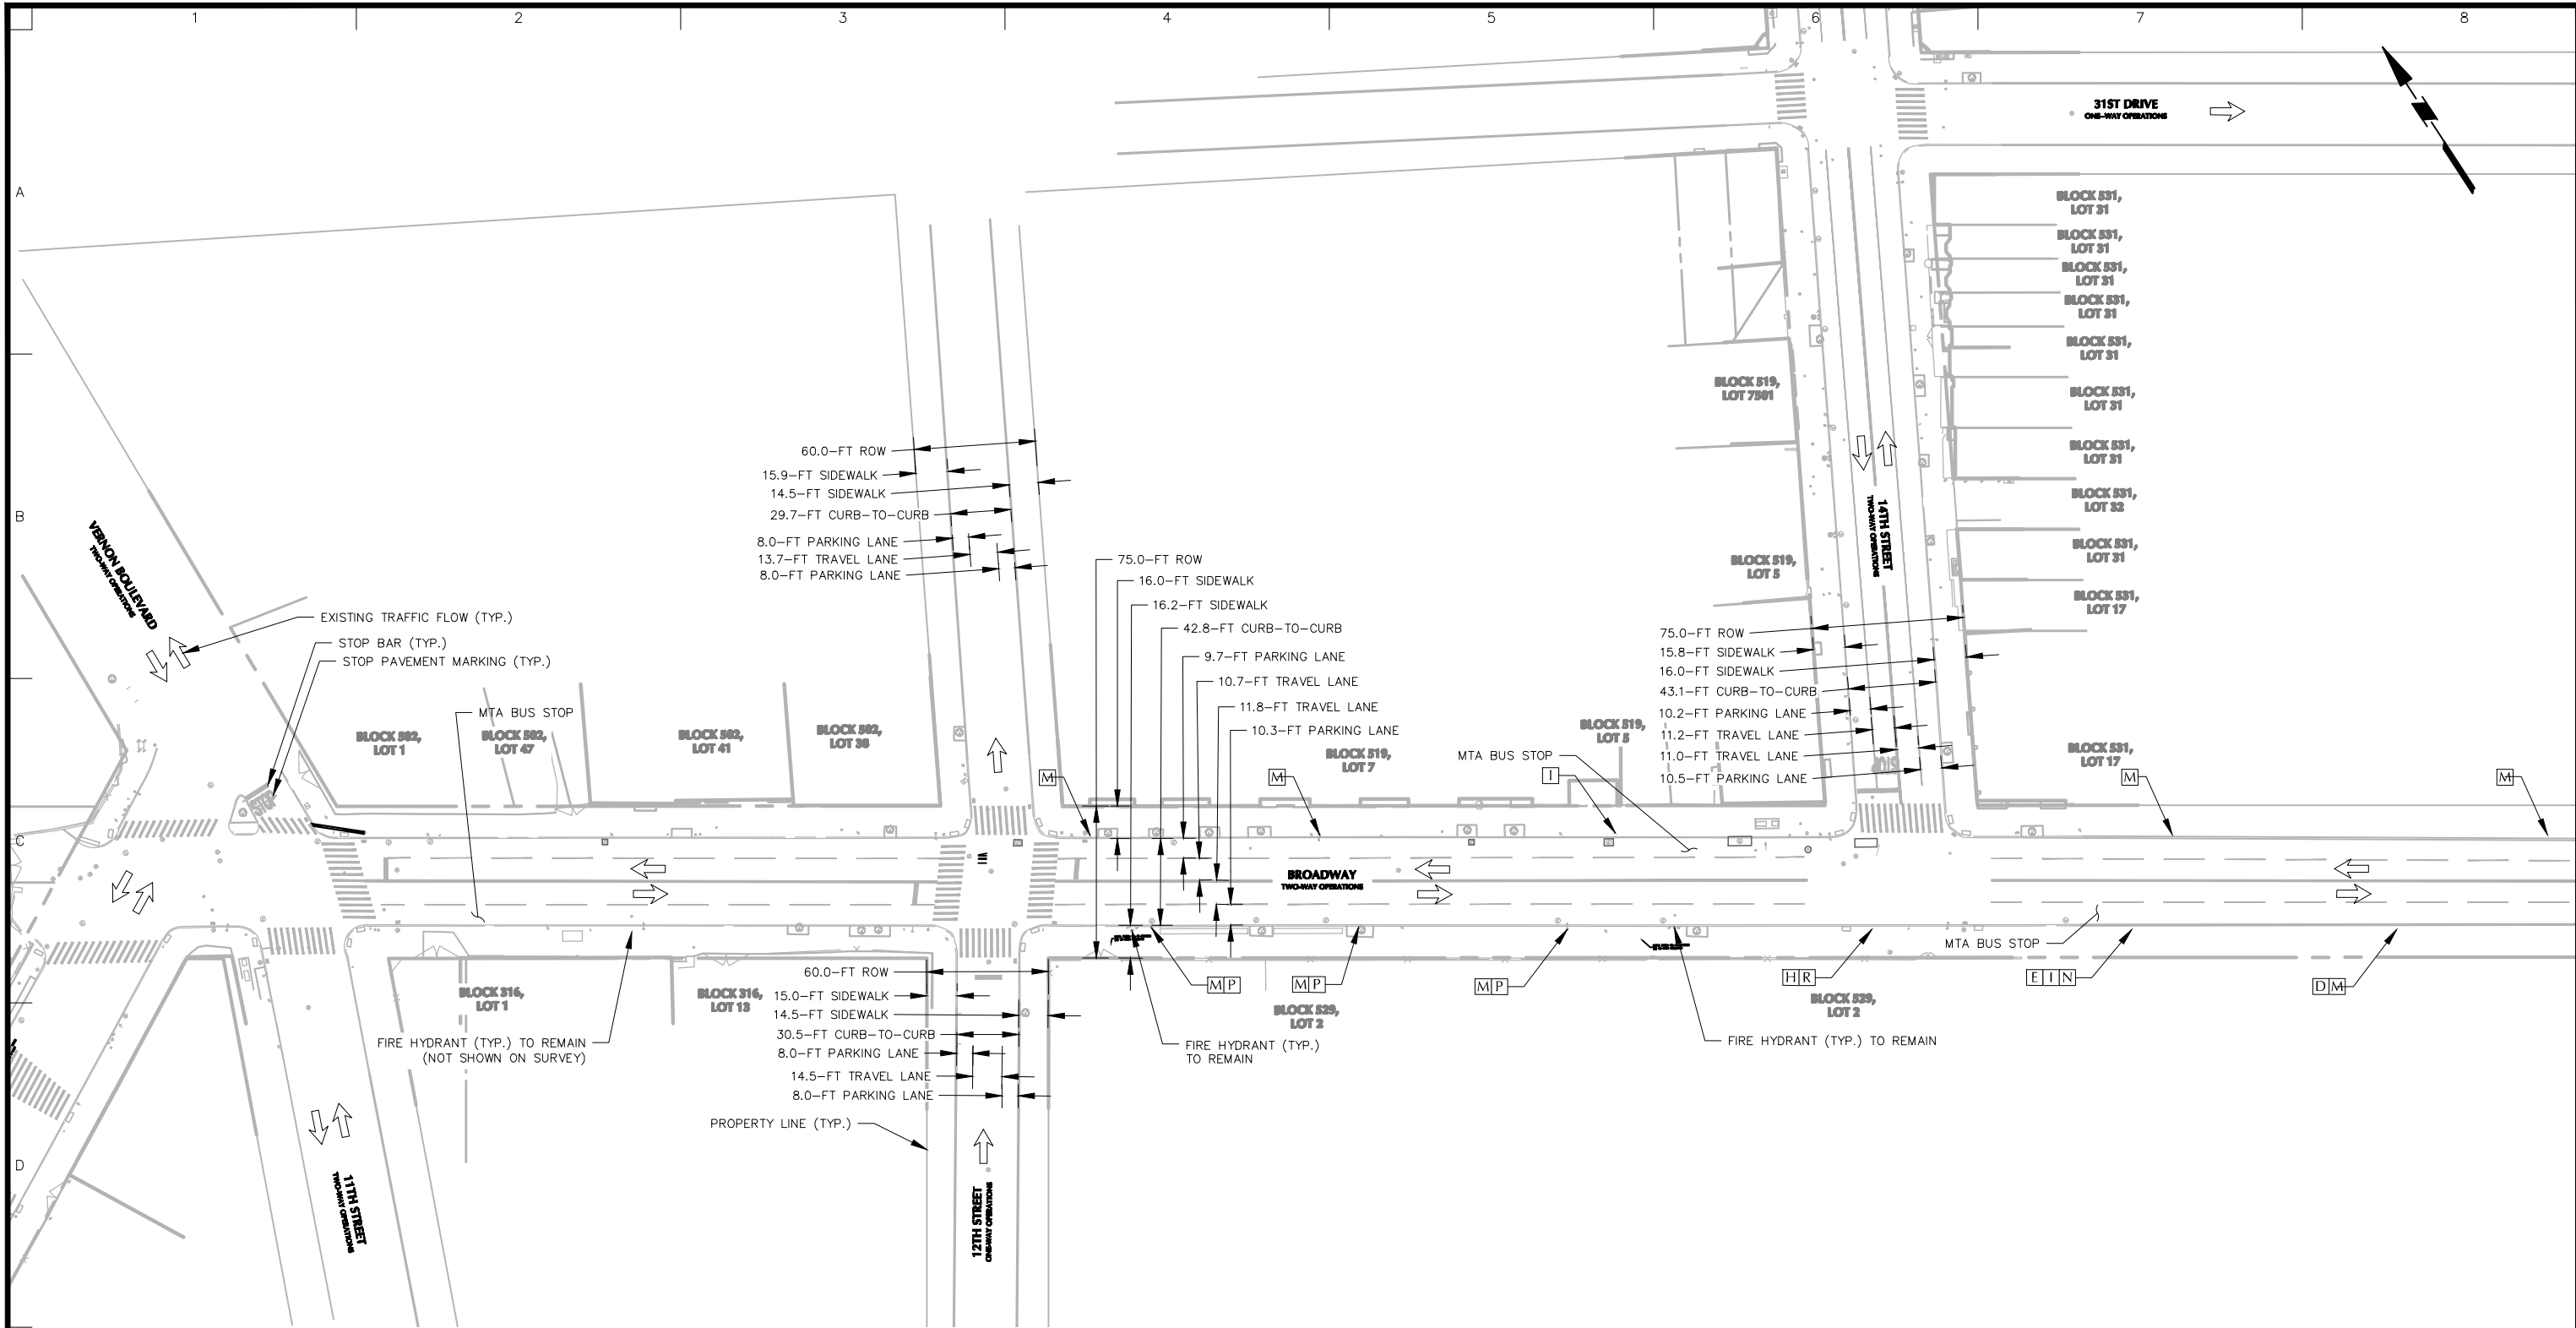 1
2
3
4
5
6
7
8
A
B
C
D
31ST DRIVE
ONE-WAY OPERATIONS
BLOCK 531,
LOT 31
BLOCK 531,
LOT 31
BLOCK 531,
LOT 31
BLOCK 531,
LOT 31
BLOCK 531,
LOT 31
BLOCK 531,
LOT 31
BLOCK 531,
LOT 31
BLOCK 531,
LOT 32
BLOCK 531,
LOT 31
BLOCK 531,
LOT 17
BLOCK 531,
LOT 17
BLOCK 519,
LOT 7501
BLOCK 519,
LOT 5
14TH STREET
TWO-WAY OPERATIONS
60.0-FT ROW
15.9-FT SIDEWALK
14.5-FT SIDEWALK
29.7-FT CURB-TO-CURB
8.0-FT PARKING LANE
13.7-FT TRAVEL LANE
8.0-FT PARKING LANE
VERNON BOULEVARD
TWO-WAY OPERATIONS
EXISTING TRAFFIC FLOW (TYP.)
STOP BAR (TYP.)
STOP PAVEMENT MARKING (TYP.)
MTA BUS STOP
75.0-FT ROW
16.0-FT SIDEWALK
16.2-FT SIDEWALK
42.8-FT CURB-TO-CURB
9.7-FT PARKING LANE
10.7-FT TRAVEL LANE
11.8-FT TRAVEL LANE
10.3-FT PARKING LANE
75.0-FT ROW
15.8-FT SIDEWALK
16.0-FT SIDEWALK
43.1-FT CURB-TO-CURB
10.2-FT PARKING LANE
11.2-FT TRAVEL LANE
11.0-FT TRAVEL LANE
10.5-FT PARKING LANE
STOP
BLOCK 502,
LOT 1
BLOCK 502,
LOT 47
BLOCK 502,
LOT 41
BLOCK 502,
LOT 38
BLOCK 519,
LOT 7
BLOCK 519,
LOT 5
MTA BUS STOP
M
M
I
M
M
STOP
BROADWAY
TWO-WAY OPERATIONS
MTA BUS STOP
M P
M P
M P
H R
E I N
D M
BLOCK 316,
LOT 1
BLOCK 316,
LOT 13
BLOCK 529,
LOT 2
BLOCK 529,
LOT 2
60.0-FT ROW
15.0-FT SIDEWALK
14.5-FT SIDEWALK
30.5-FT CURB-TO-CURB
8.0-FT PARKING LANE
14.5-FT TRAVEL LANE
8.0-FT PARKING LANE
FIRE HYDRANT (TYP.) TO REMAIN
(NOT SHOWN ON SURVEY)
FIRE HYDRANT (TYP.)
TO REMAIN
FIRE HYDRANT (TYP.) TO REMAIN
PROPERTY LINE (TYP.)
11TH STREET
TWO-WAY OPERATIONS
12TH STREET
ONE-WAY OPERATIONS